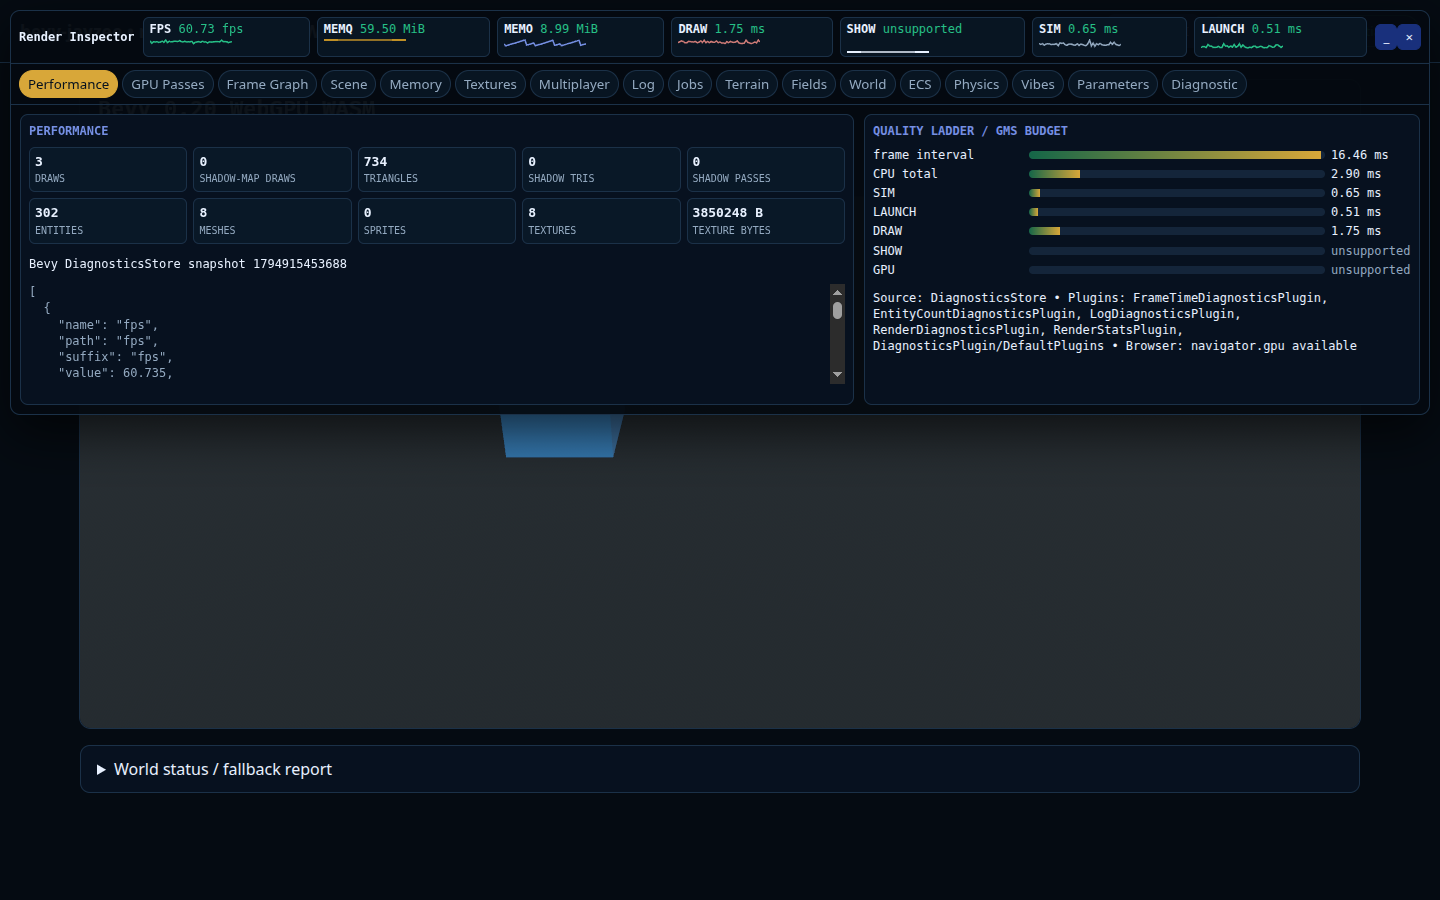 Render Inspector
FPS 60.73 fps
MEMQ 59.50 MiB
MEMO 8.99 MiB
DRAW 1.75 ms
SHOW unsupported
SIM 0.65 ms
LAUNCH 0.51 ms
_ ×
Performance GPU Passes Frame Graph Scene Memory Textures Multiplayer Log Jobs Terrain Fields World ECS Physics Vibes Parameters Diagnostic
Bevy 0.20 WebGPU WASM
PERFORMANCE
3
DRAWS
0
SHADOW-MAP DRAWS
734
TRIANGLES
0
SHADOW TRIS
0
SHADOW PASSES
302
ENTITIES
8
MESHES
0
SPRITES
8
TEXTURES
3850248 B
TEXTURE BYTES
Bevy DiagnosticsStore snapshot 1794915453688
[
{
"name": "fps",
"path": "fps",
"suffix": "fps",
"value": 60.735,
QUALITY LADDER / GMS BUDGET
frame interval 16.46 ms
CPU total 2.90 ms
SIM 0.65 ms
LAUNCH 0.51 ms
DRAW 1.75 ms
SHOW unsupported
GPU unsupported
Source: DiagnosticsStore • Plugins: FrameTimeDiagnosticsPlugin,
EntityCountDiagnosticsPlugin, LogDiagnosticsPlugin,
RenderDiagnosticsPlugin, RenderStatsPlugin,
DiagnosticsPlugin/DefaultPlugins • Browser: navigator.gpu available
World status / fallback report